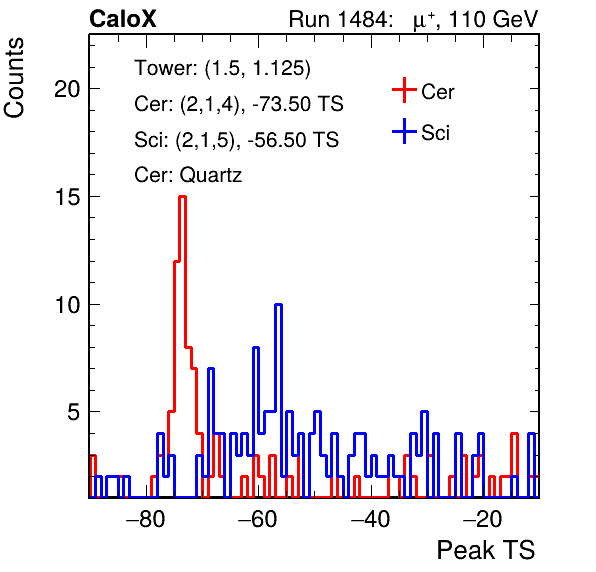 CaloX Run 1484: μ⁺, 110 GeV
Counts
Tower: (1.5, 1.125)
Cer: (2,1,4), -73.50 TS
Sci: (2,1,5), -56.50 TS
Cer: Quartz
Cer
Sci
20
15
10
5
−80 −60 −40 −20
Peak TS